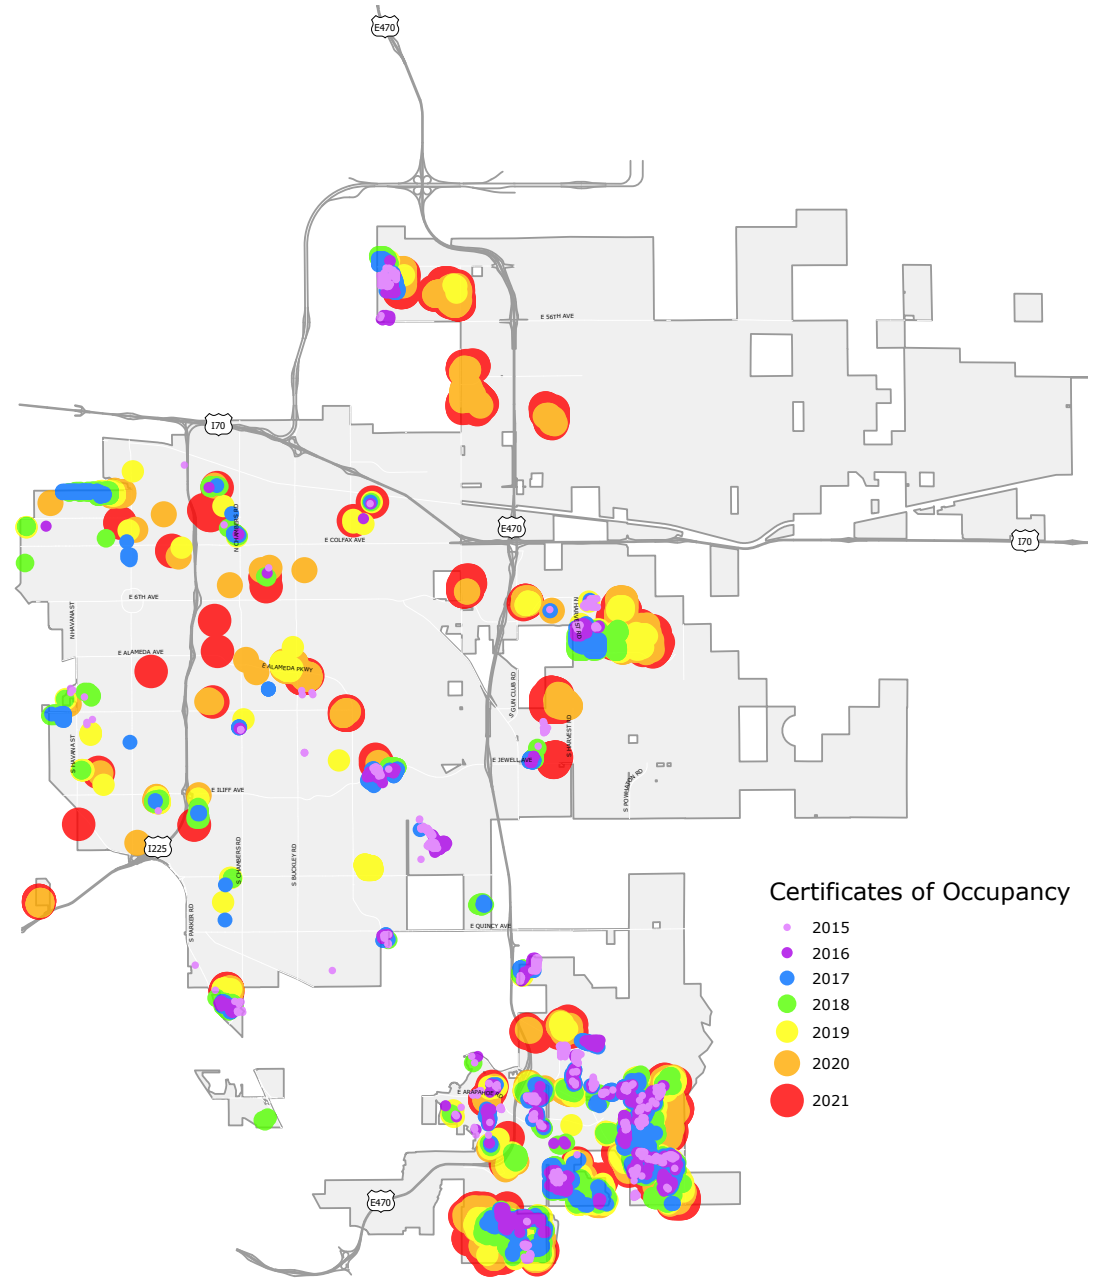 E470
E 56TH AVE
I70
N CHAMBERS RD
E470
E COLFAX AVE
I70
E 6TH AVE
N HAVANA ST
N HARVEST RD
E ALAMEDA AVE
E ALAMEDA PKWY
S GUN CLUB RD
S HARVEST RD
S HAVANA ST
E JEWELL AVE
S POWHATON RD
E ILIFF AVE
I225
S CHAMBERS RD
S BUCKLEY RD
S PARKER RD
E QUINCY AVE
Certificates of Occupancy
2015
2016
2017
2018
2019
2020
2021
E ARAPAHOE RD
E470